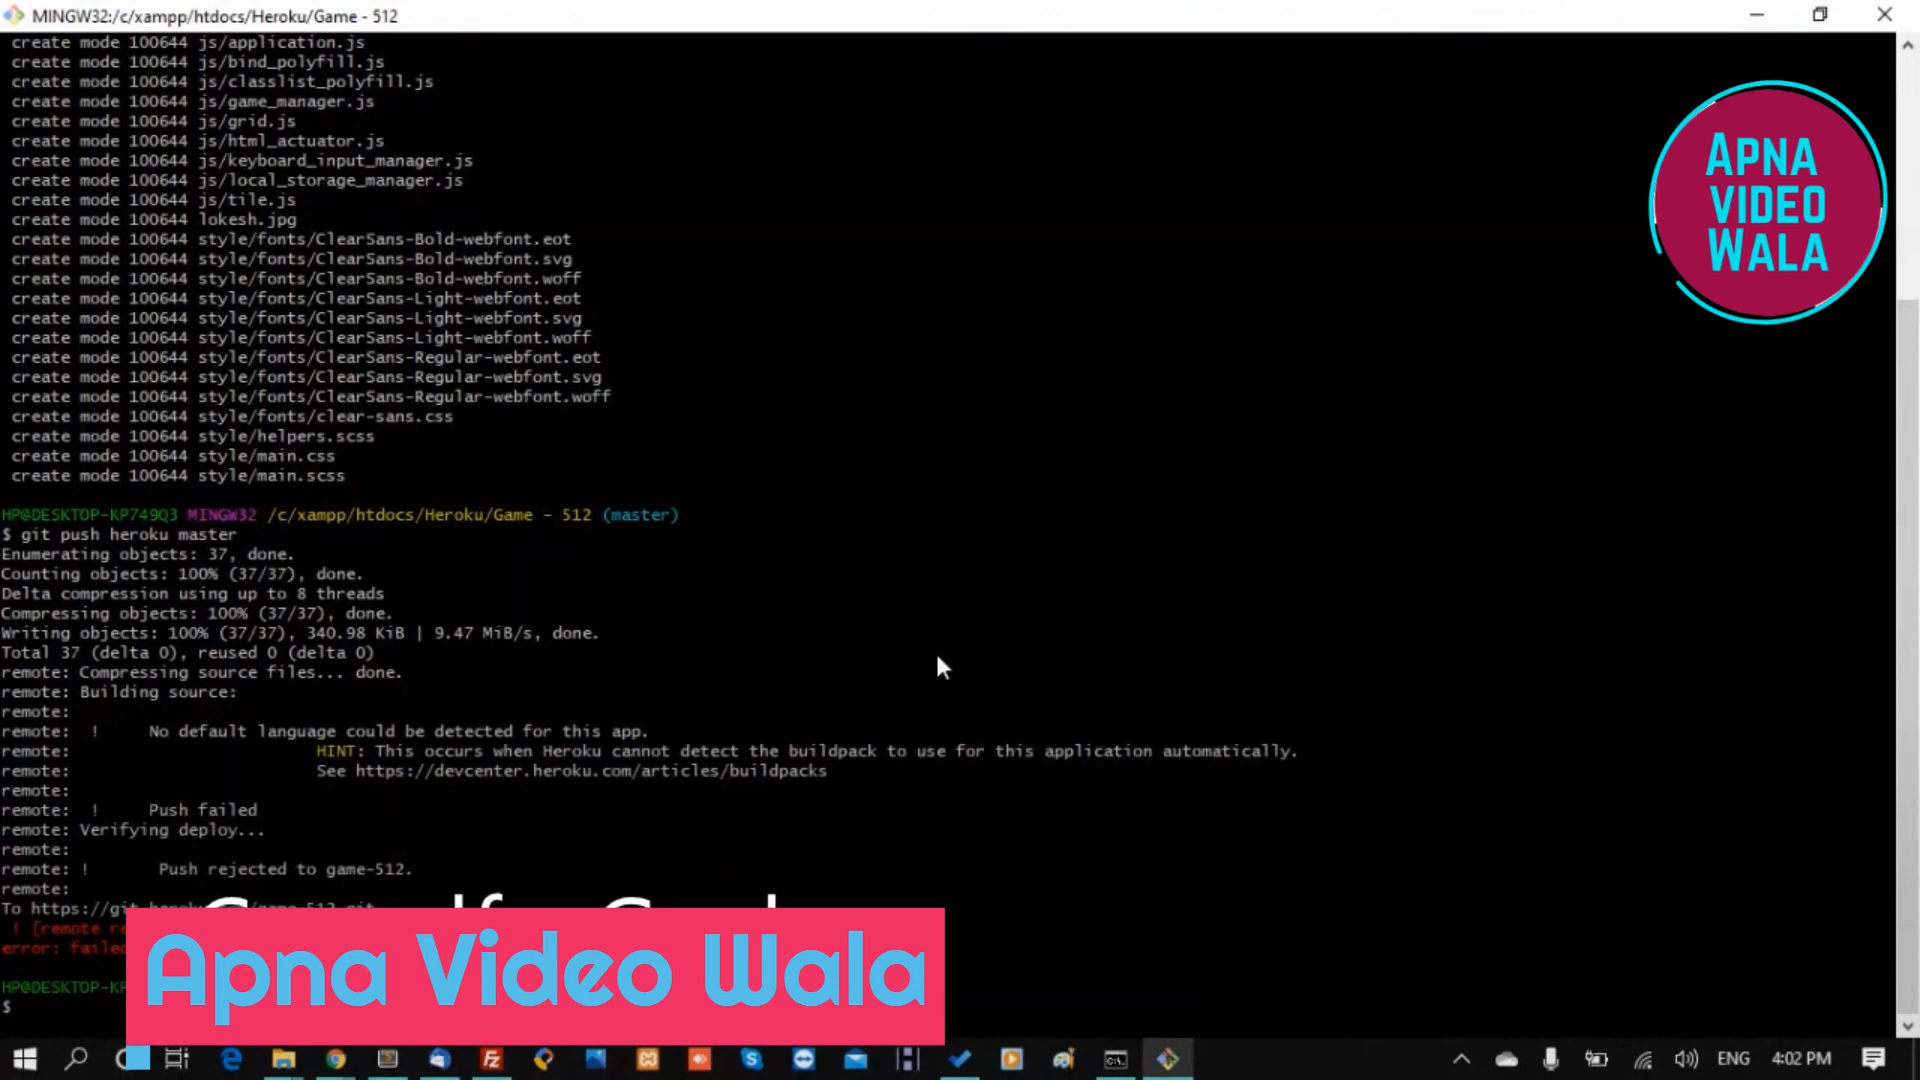 MINGW32:/c/xampp/htdocs/Heroku/Game - 512
create mode 100644 js/application.js
create mode 100644 js/bind_polyfill.js
create mode 100644 js/classlist_polyfill.js
create mode 100644 js/game_manager.js
create mode 100644 js/grid.js
create mode 100644 js/html_actuator.js
create mode 100644 js/keyboard_input_manager.js
create mode 100644 js/local_storage_manager.js
create mode 100644 js/tile.js
create mode 100644 lokesh.jpg
create mode 100644 style/fonts/ClearSans-Bold-webfont.eot
create mode 100644 style/fonts/ClearSans-Bold-webfont.svg
create mode 100644 style/fonts/ClearSans-Bold-webfont.woff
create mode 100644 style/fonts/ClearSans-Light-webfont.eot
create mode 100644 style/fonts/ClearSans-Light-webfont.svg
create mode 100644 style/fonts/ClearSans-Light-webfont.woff
create mode 100644 style/fonts/ClearSans-Regular-webfont.eot
create mode 100644 style/fonts/ClearSans-Regular-webfont.svg
create mode 100644 style/fonts/ClearSans-Regular-webfont.woff
create mode 100644 style/fonts/clear-sans.css
create mode 100644 style/helpers.scss
create mode 100644 style/main.css
create mode 100644 style/main.scss
HP@DESKTOP-KP749Q3 MINGW32 /c/xampp/htdocs/Heroku/Game - 512 (master)
$ git push heroku master
Enumerating objects: 37, done.
Counting objects: 100% (37/37), done.
Delta compression using up to 8 threads
Compressing objects: 100% (37/37), done.
Writing objects: 100% (37/37), 340.98 KiB | 9.47 MiB/s, done.
Total 37 (delta 0), reused 0 (delta 0)
remote: Compressing source files... done.
remote: Building source:
remote:
remote: ! No default language could be detected for this app.
remote: HINT: This occurs when Heroku cannot detect the buildpack to use for this application automatically.
remote: See https://devcenter.heroku.com/articles/buildpacks
remote:
remote: ! Push failed
remote: Verifying deploy...
remote:
remote: ! Push rejected to game-512.
remote:
To https://git
! [remote
error: failed
HP@DESKTOP-KP
$
APNA
VIDEO
WALA
Apna Video Wala
ENG
4:02 PM